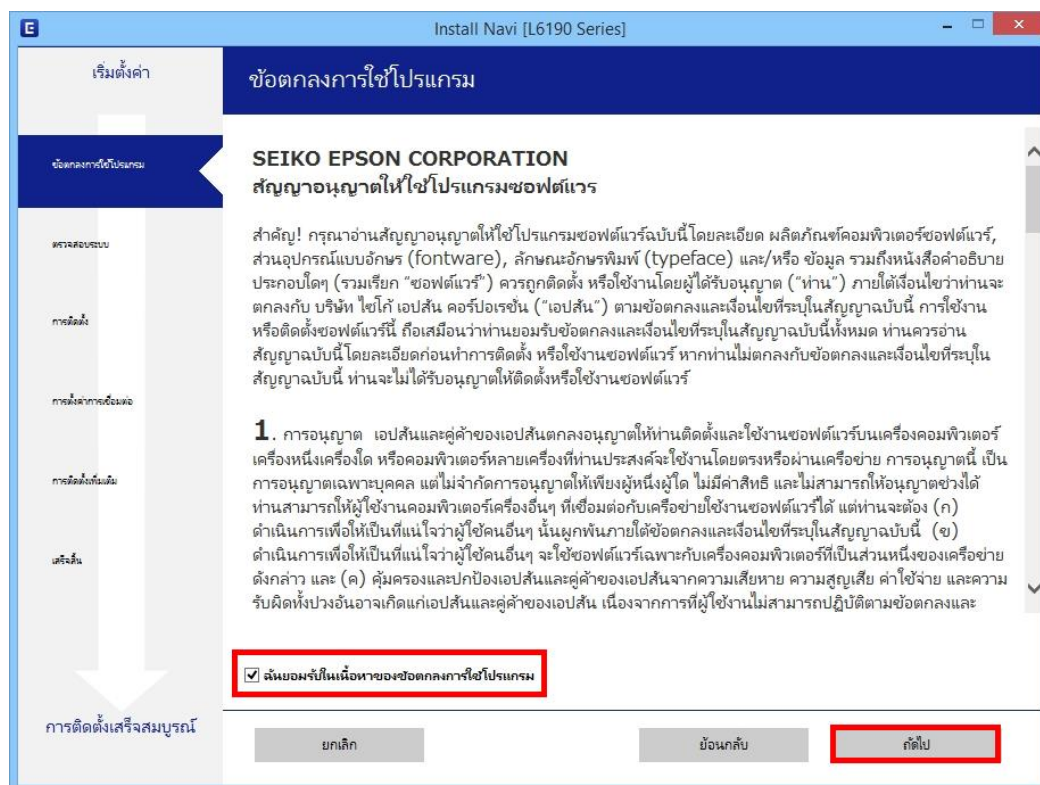 Install Navi [L6190 Series]
เริ่มตั้งค่า
ข้อตกลงการใช้โปรแกรม
ตรวจสอบระบบ
การติดตั้ง
การตั้งค่าการเชื่อมต่อ
การติดตั้งเพิ่มเติม
เสร็จสิ้น
การติดตั้งเสร็จสมบูรณ์
ข้อตกลงการใช้โปรแกรม
SEIKO EPSON CORPORATION
สัญญาอนุญาตให้ใช้โปรแกรมซอฟต์แวร
สำคัญ! กรุณาอ่านสัญญาอนุญาตให้ใช้โปรแกรมซอฟต์แวร์ฉบับนี้โดยละเอียด ผลิตภัณฑ์คอมพิวเตอร์ซอฟต์แวร์,
ส่วนอุปกรณ์แบบอักษร (fontware), ลักษณะอักษรพิมพ์ (typeface) และ/หรือ ข้อมูล รวมถึงหนังสือคำอธิบาย
ประกอบใดๆ (รวมเรียก “ซอฟต์แวร์”) ควรถูกติดตั้ง หรือใช้งานโดยผู้ได้รับอนุญาต (“ท่าน”) ภายใต้เงื่อนไขว่าท่านจะ
ตกลงกับ บริษัท ไซโก้ เอปสัน คอร์ปอเรชั่น (“เอปสัน”) ตามข้อตกลงและเงื่อนไขที่ระบุในสัญญาฉบับนี้ การใช้งาน
หรือติดตั้งซอฟต์แวร์นี้ ถือเสมือนว่าท่านยอมรับข้อตกลงและเงื่อนไขที่ระบุในสัญญาฉบับนี้ทั้งหมด ท่านควรอ่าน
สัญญาฉบับนี้โดยละเอียดก่อนทำการติดตั้ง หรือใช้งานซอฟต์แวร์ หากท่านไม่ตกลงกับข้อตกลงและเงื่อนไขที่ระบุใน
สัญญาฉบับนี้ ท่านจะไม่ได้รับอนุญาตให้ติดตั้งหรือใช้งานซอฟต์แวร์
1. การอนุญาต เอปสันและคู่ค้าของเอปสันตกลงอนุญาตให้ท่านติดตั้งและใช้งานซอฟต์แวร์บนเครื่องคอมพิวเตอร์
เครื่องหนึ่งเครื่องใด หรือคอมพิวเตอร์หลายเครื่องที่ท่านประสงค์จะใช้งานโดยตรงหรือผ่านเครือข่าย การอนุญาตนี้ เป็น
การอนุญาตเฉพาะบุคคล แต่ไม่จำกัดการอนุญาตให้เพียงผู้หนึ่งผู้ใด ไม่มีค่าสิทธิ และไม่สามารถให้อนุญาตช่วงได้
ท่านสามารถให้ผู้ใช้งานคอมพิวเตอร์เครื่องอื่นๆ ที่เชื่อมต่อกับเครือข่ายใช้งานซอฟต์แวร์ได้ แต่ท่านจะต้อง (ก)
ดำเนินการเพื่อให้เป็นที่แน่ใจว่าผู้ใช้คนอื่นๆ นั้นผูกพันภายใต้ข้อตกลงและเงื่อนไขที่ระบุในสัญญาฉบับนี้ (ข)
ดำเนินการเพื่อให้เป็นที่แน่ใจว่าผู้ใช้คนอื่นๆ จะใช้ซอฟต์แวร์เฉพาะกับเครื่องคอมพิวเตอร์ที่เป็นส่วนหนึ่งของเครือข่าย
ดังกล่าว และ (ค) คุ้มครองและปกป้องเอปสันและคู่ค้าของเอปสันจากความเสียหาย ความสูญเสีย ค่าใช้จ่าย และความ
รับผิดทั้งปวงอันอาจเกิดแก่เอปสันและคู่ค้าของเอปสัน เนื่องจากการที่ผู้ใช้งานไม่สามารถปฏิบัติตามข้อตกลงและ
ฉันยอมรับในเนื้อหาของข้อตกลงการใช้โปรแกรม
ยกเลิก
ย้อนกลับ
ถัดไป